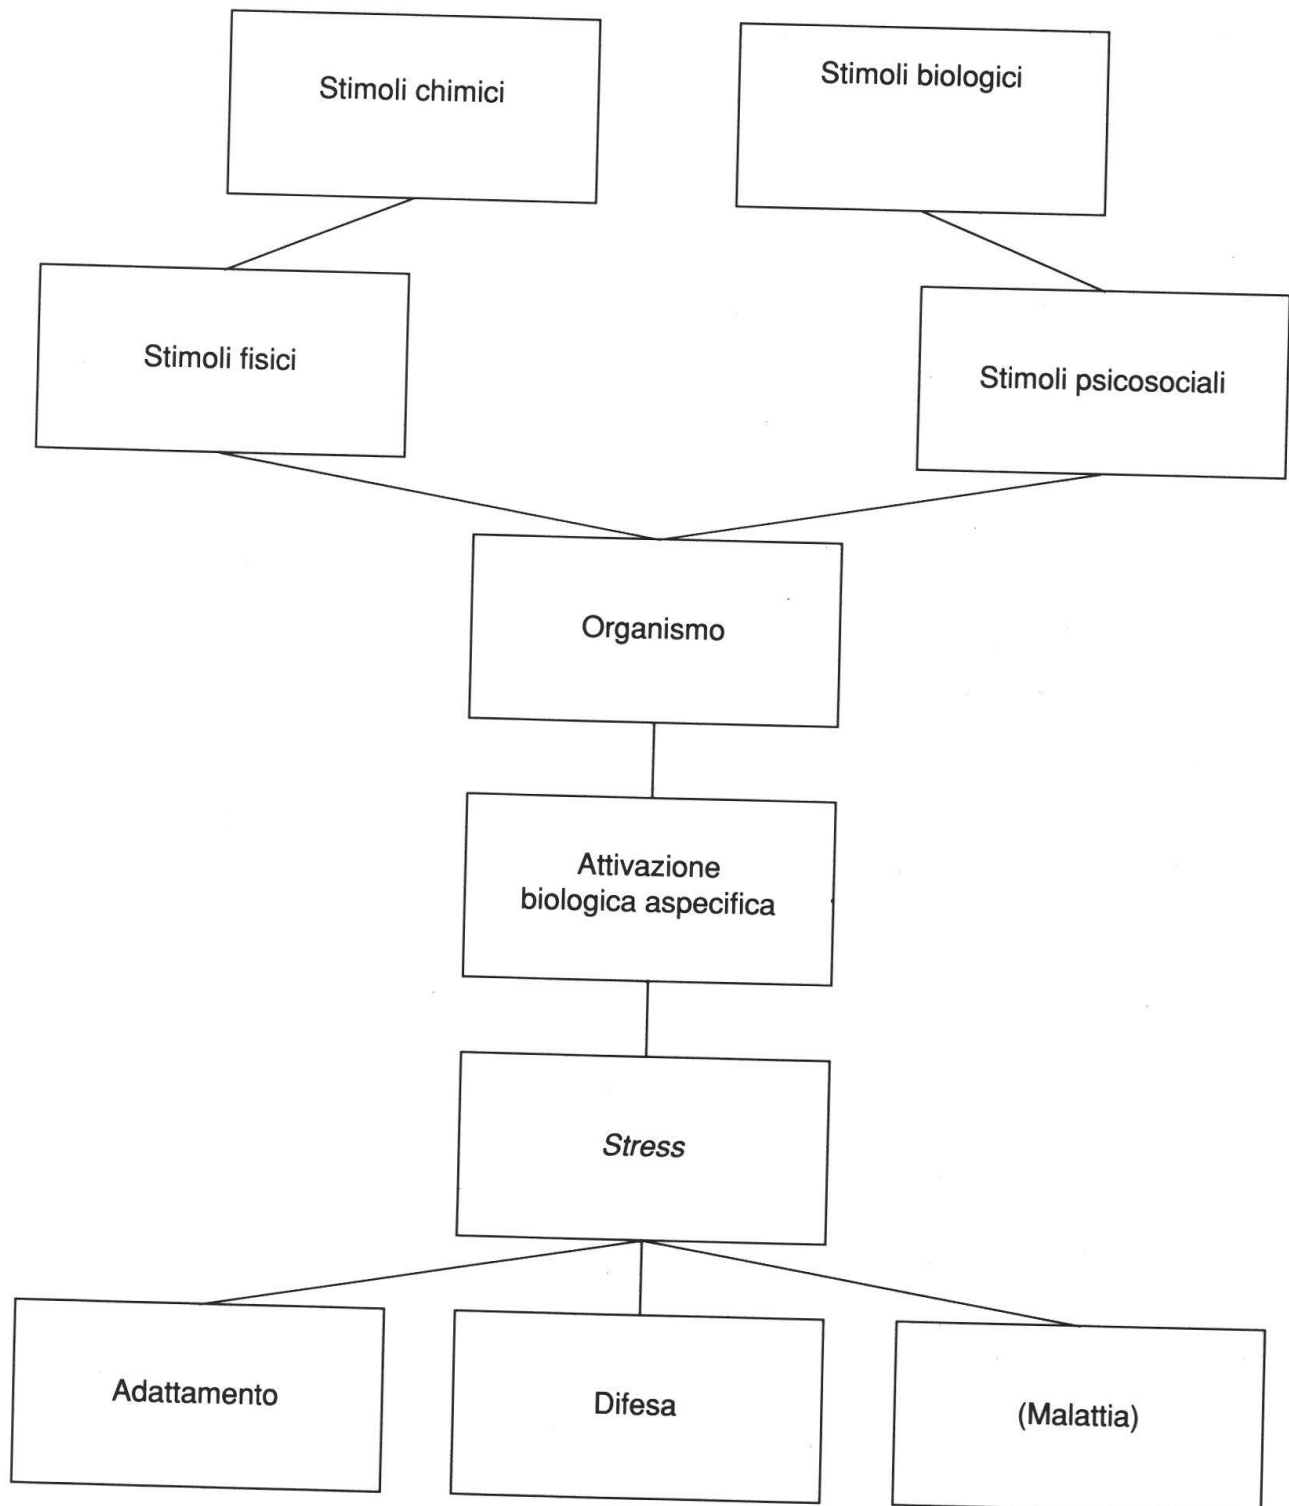 Stimoli chimici
Stimoli biologici
Stimoli fisici
Stimoli psicosociali
Organismo
Attivazione
biologica aspecifica
Stress
Adattamento
Difesa
(Malattia)